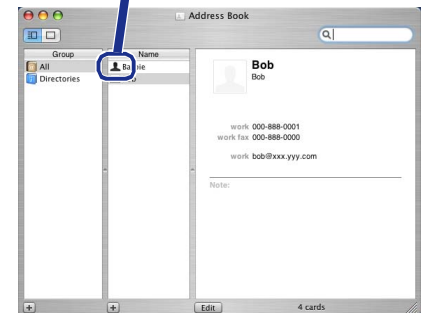 Address Book
Group
Name
All
Directories
Bob
Bob
work 000-888-0001
work fax 000-888-0000
work bob@xxx.yyy.com
Note:
Edit
4 cards